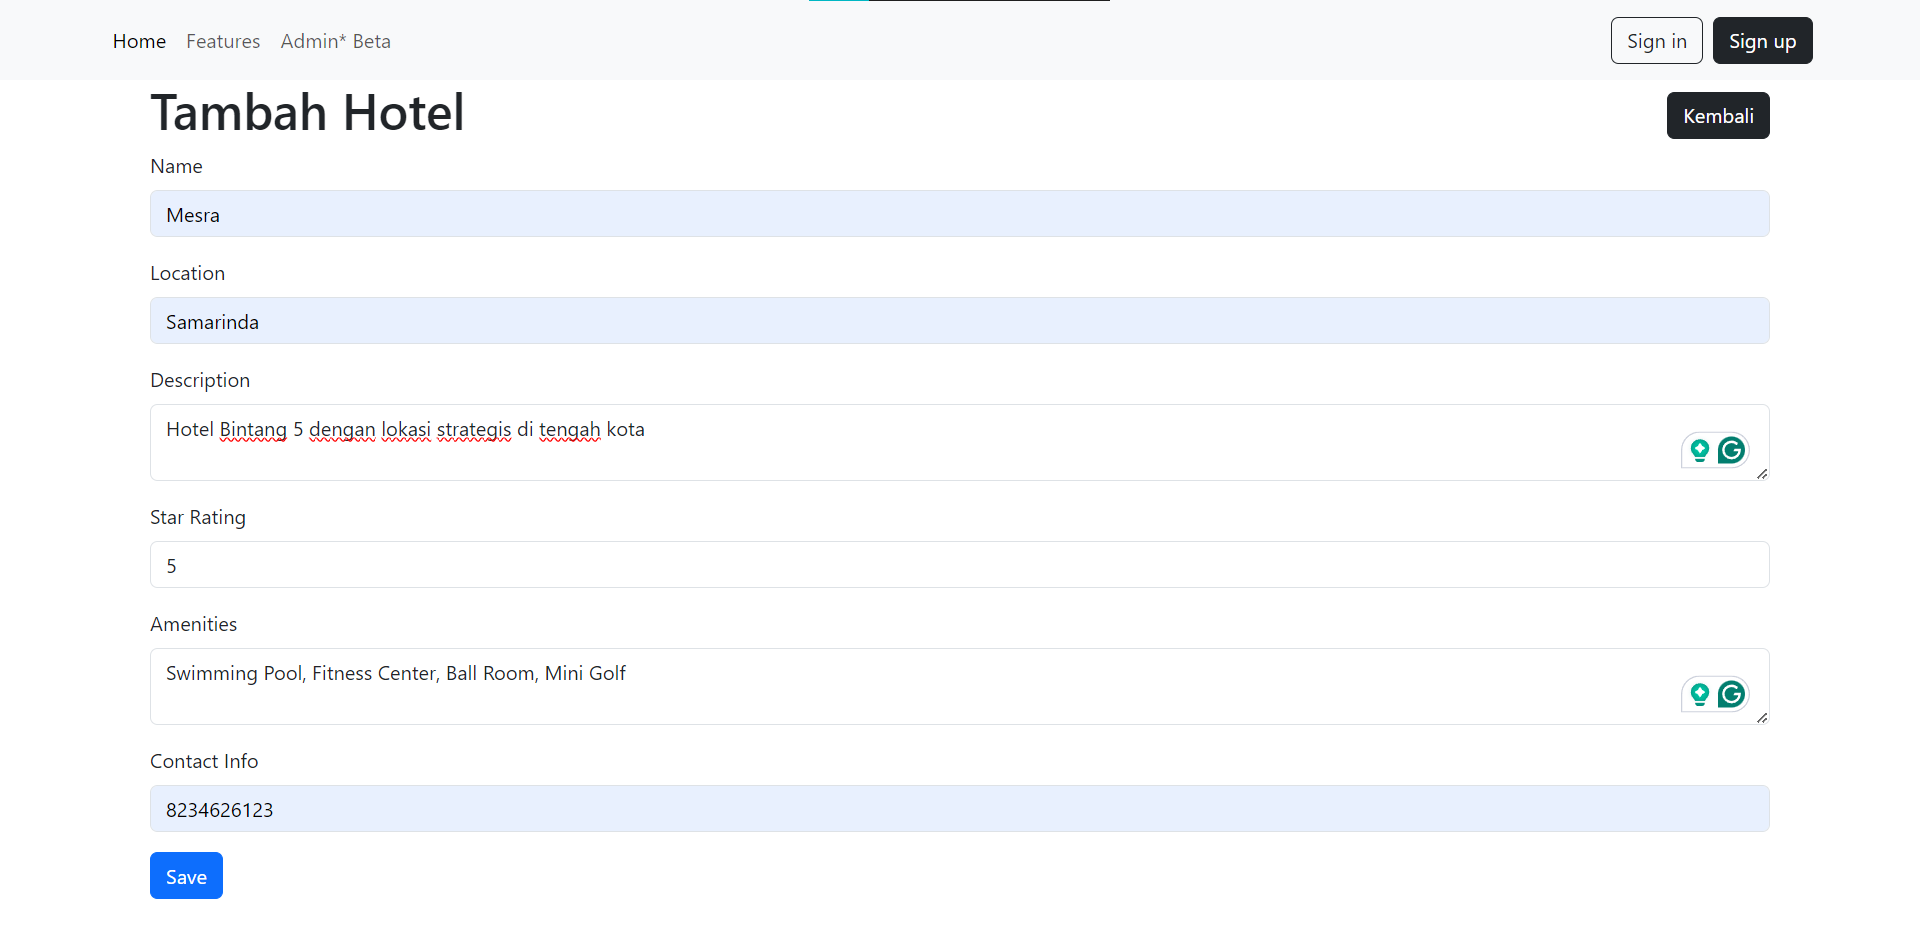 Home Features Admin* Beta Sign in Sign up
Tambah Hotel Kembali
Name
Mesra
Location
Samarinda
Description
Hotel Bintang 5 dengan lokasi strategis di tengah kota
Star Rating
5
Amenities
Swimming Pool, Fitness Center, Ball Room, Mini Golf
Contact Info
8234626123
Save